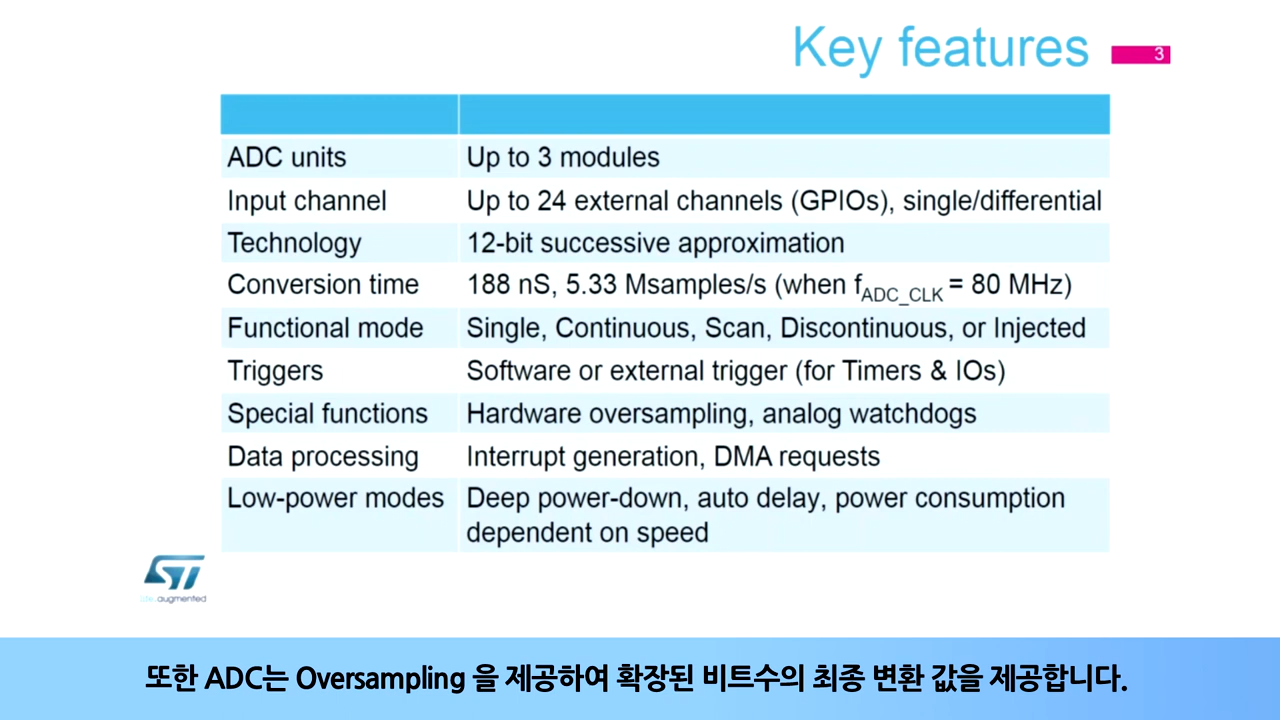 Key features
3
ADC units Up to 3 modules
Input channel Up to 24 external channels (GPIOs), single/differential
Technology 12-bit successive approximation
Conversion time 188 nS, 5.33 Msamples/s (when fADC_CLK = 80 MHz)
Functional mode Single, Continuous, Scan, Discontinuous, or Injected
Triggers Software or external trigger (for Timers & IOs)
Special functions Hardware oversampling, analog watchdogs
Data processing Interrupt generation, DMA requests
Low-power modes Deep power-down, auto delay, power consumption
dependent on speed
ST
life.augmented
또한 ADC는 Oversampling 을 제공하여 확장된 비트수의 최종 변환 값을 제공합니다.